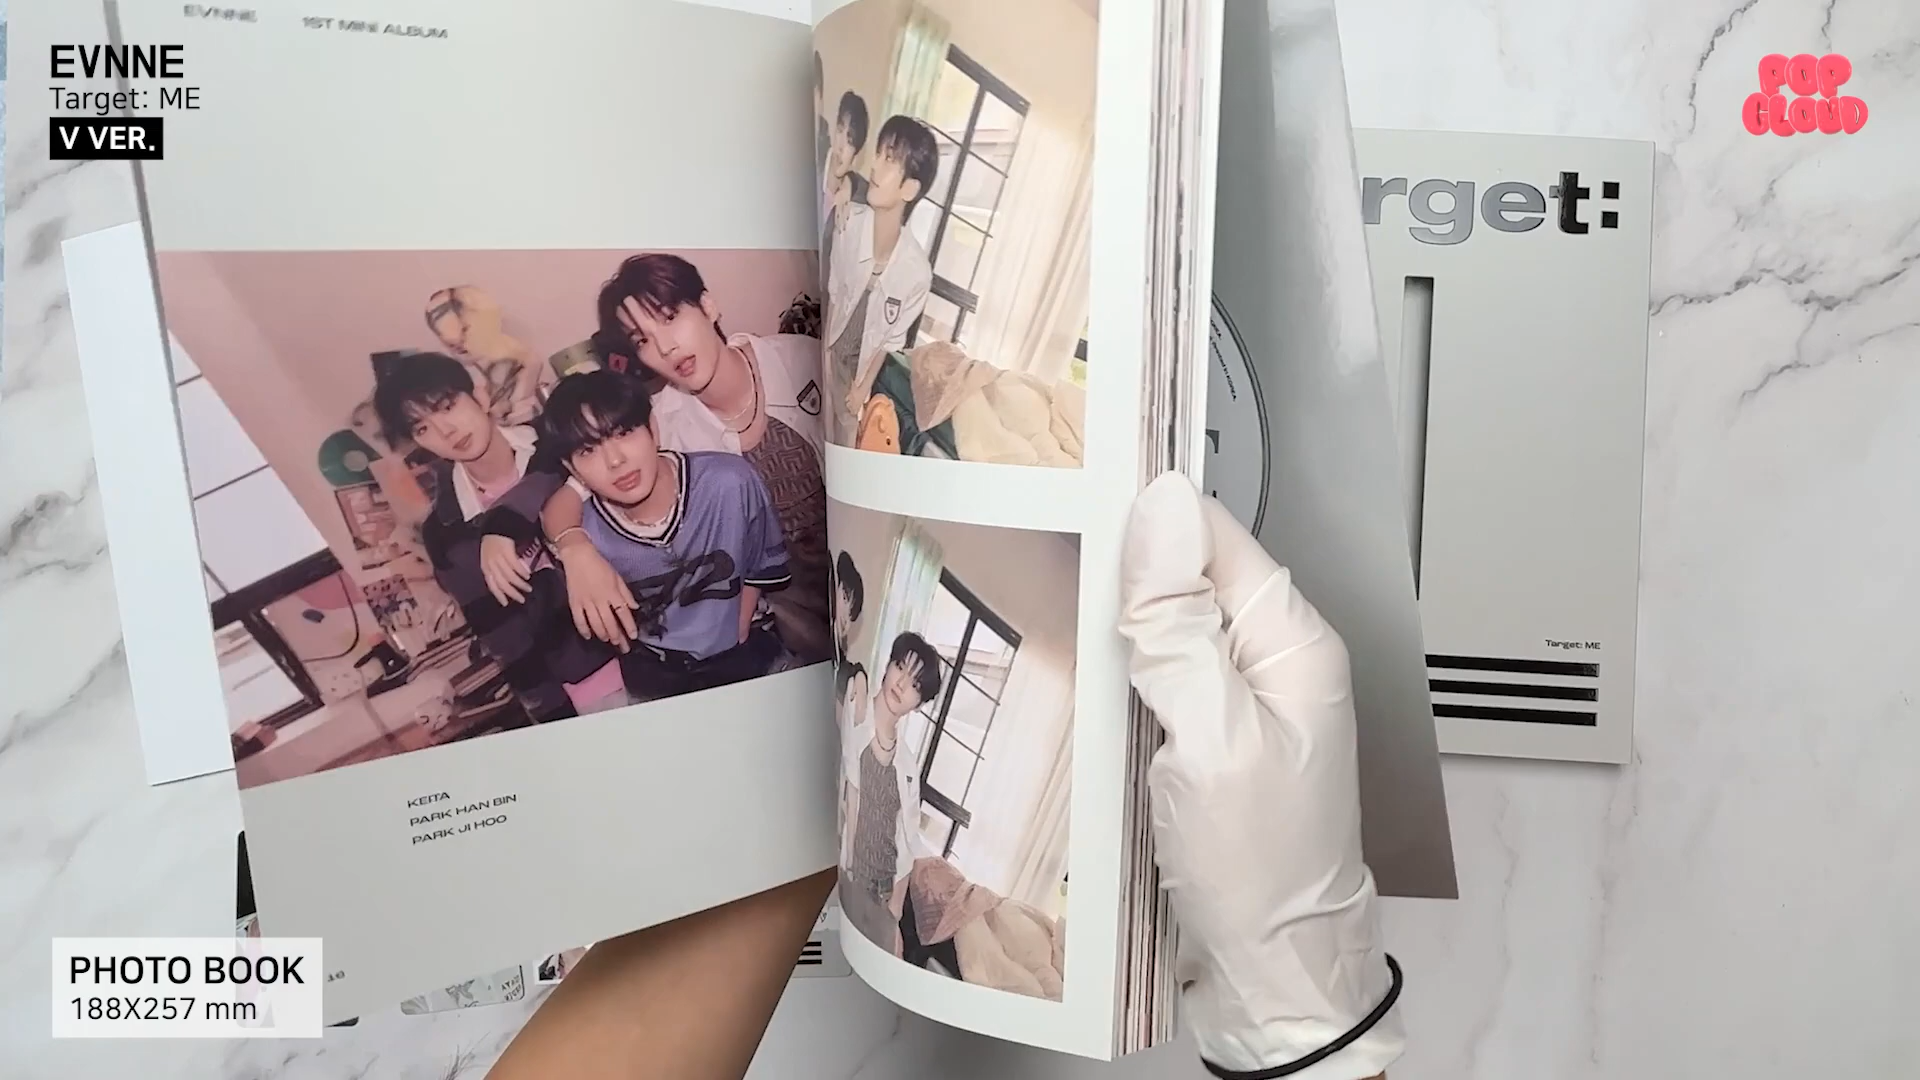 EVNNE
Target: ME
V VER.
EVNNE 1ST MINI ALBUM
POP
CLOUD
rget:
72
KEITA
PARK HAN BIN
PARK JI HOO
Target: ME
PHOTO BOOK
188X257 mm